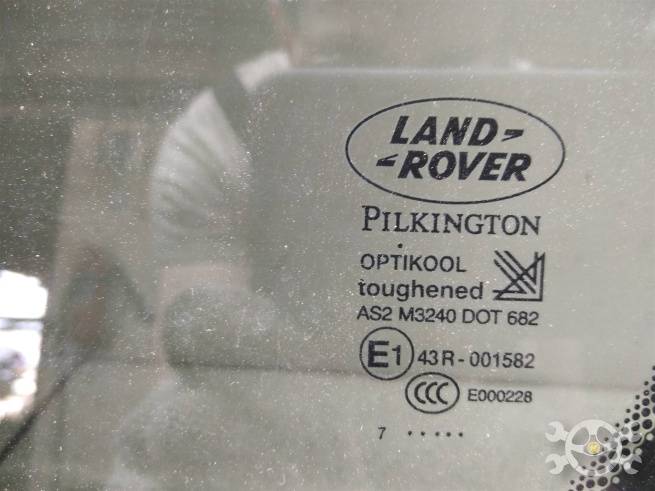 LAND-
-ROVER
PILKINGTON
OPTIKOOL
toughened
AS2 M3240 DOT 682
E1 43R-001582
CCC E000228
7 .....